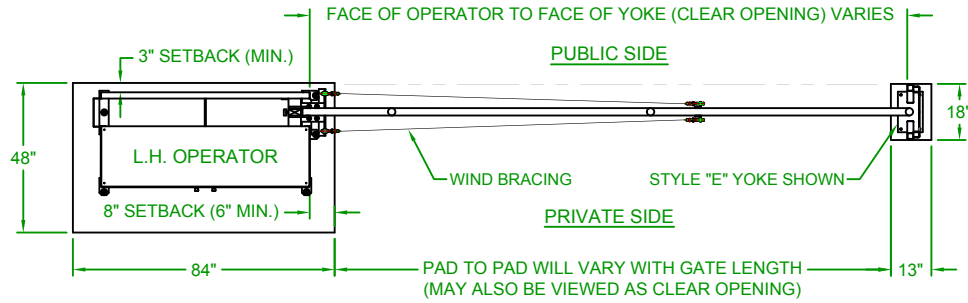 FACE OF OPERATOR TO FACE OF YOKE (CLEAR OPENING) VARIES
3" SETBACK (MIN.)
PUBLIC SIDE
18"
48"
L.H. OPERATOR
WIND BRACING
STYLE "E" YOKE SHOWN
8" SETBACK (6" MIN.)
PRIVATE SIDE
84"
PAD TO PAD WILL VARY WITH GATE LENGTH
13"
(MAY ALSO BE VIEWED AS CLEAR OPENING)